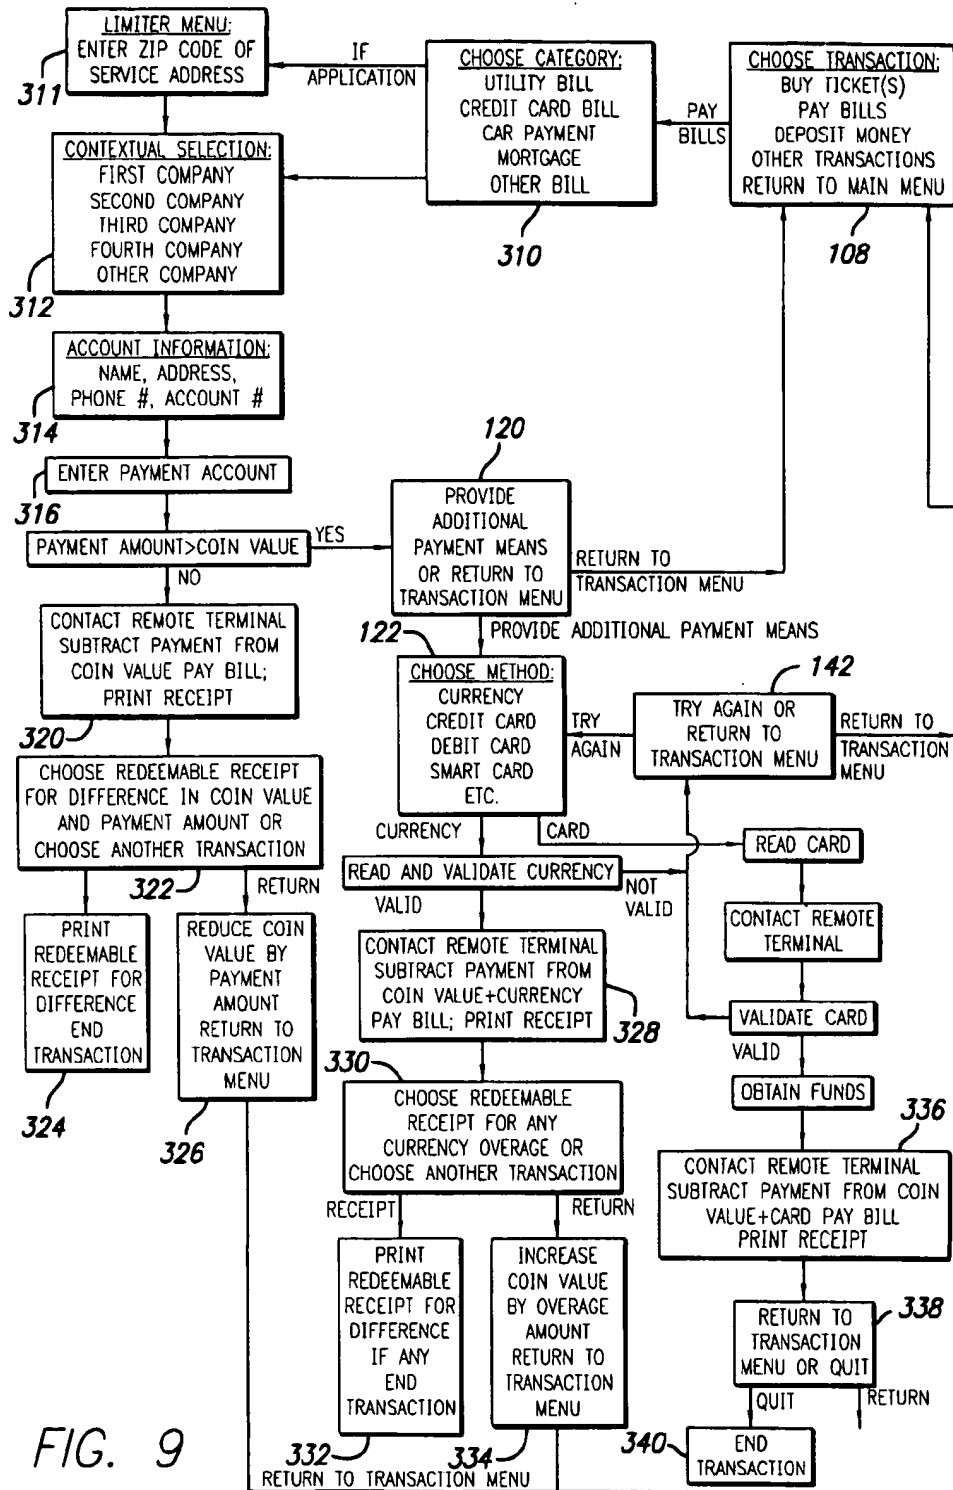 LIMITER MENU:
ENTER ZIP CODE OF
SERVICE ADDRESS
311
IF
APPLICATION
CHOOSE CATEGORY:
UTILITY BILL
CREDIT CARD BILL
CAR PAYMENT
MORTGAGE
OTHER BILL
310
PAY
BILLS
CHOOSE TRANSACTION:
BUY TICKET(S)
PAY BILLS
DEPOSIT MONEY
OTHER TRANSACTIONS
RETURN TO MAIN MENU
108
CONTEXTUAL SELECTION:
FIRST COMPANY
SECOND COMPANY
THIRD COMPANY
FOURTH COMPANY
OTHER COMPANY
312
ACCOUNT INFORMATION:
NAME, ADDRESS,
PHONE #, ACCOUNT #
314
ENTER PAYMENT ACCOUNT
316
PAYMENT AMOUNT>COIN VALUE
YES
NO
120
PROVIDE
ADDITIONAL
PAYMENT MEANS
OR RETURN TO
TRANSACTION MENU
RETURN TO
TRANSACTION MENU
PROVIDE ADDITIONAL PAYMENT MEANS
CONTACT REMOTE TERMINAL
SUBTRACT PAYMENT FROM
COIN VALUE PAY BILL;
PRINT RECEIPT
320
122
CHOOSE METHOD:
CURRENCY
CREDIT CARD
DEBIT CARD
SMART CARD
ETC.
TRY
AGAIN
142
TRY AGAIN OR
RETURN TO
TRANSACTION MENU
RETURN TO
TRANSACTION
MENU
CHOOSE REDEEMABLE RECEIPT
FOR DIFFERENCE IN COIN VALUE
AND PAYMENT AMOUNT OR
CHOOSE ANOTHER TRANSACTION
322
RETURN
CURRENCY
CARD
READ AND VALIDATE CURRENCY
NOT
VALID
VALID
READ CARD
CONTACT REMOTE
TERMINAL
VALIDATE CARD
VALID
OBTAIN FUNDS
PRINT
REDEEMABLE
RECEIPT FOR
DIFFERENCE
END
TRANSACTION
324
REDUCE COIN
VALUE BY
PAYMENT
AMOUNT
RETURN TO
TRANSACTION
MENU
326
CONTACT REMOTE TERMINAL
SUBTRACT PAYMENT FROM
COIN VALUE+CURRENCY
PAY BILL; PRINT RECEIPT
328
330
CHOOSE REDEEMABLE
RECEIPT FOR ANY
CURRENCY OVERAGE OR
CHOOSE ANOTHER TRANSACTION
RECEIPT
RETURN
336
CONTACT REMOTE TERMINAL
SUBTRACT PAYMENT FROM COIN
VALUE+CARD PAY BILL
PRINT RECEIPT
PRINT
REDEEMABLE
RECEIPT FOR
DIFFERENCE
IF ANY
END
TRANSACTION
332
INCREASE
COIN VALUE
BY OVERAGE
AMOUNT
RETURN TO
TRANSACTION
MENU
334
RETURN TO
TRANSACTION
MENU OR QUIT
338
QUIT
RETURN
340
END
TRANSACTION
RETURN TO TRANSACTION MENU
FIG. 9